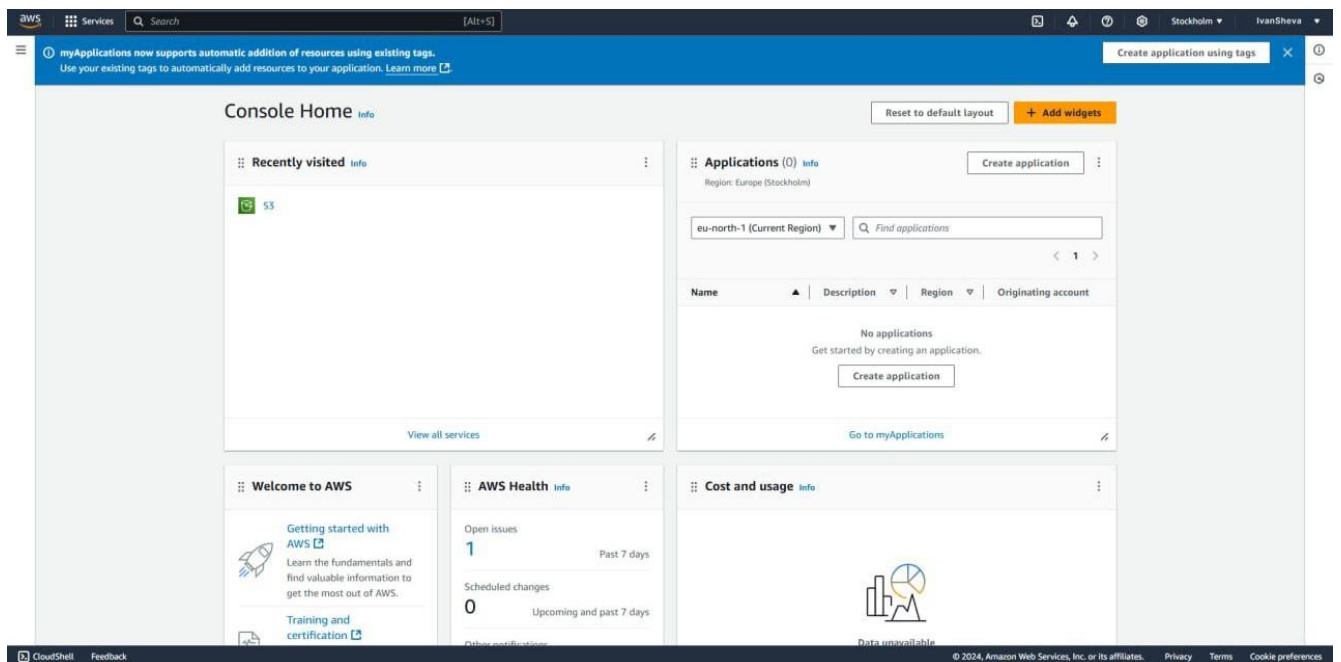 aws
Services
Search
[Alt+S]
Stockholm
IvanSheva
myApplications now supports automatic addition of resources using existing tags.
Use your existing tags to automatically add resources to your application. Learn more
Create application using tags
Console Home Info
Reset to default layout
+ Add widgets
Recently visited Info
S3
View all services
Applications (0) Info
Region: Europe (Stockholm)
Create application
eu-north-1 (Current Region)
Find applications
1
Name
Description
Region
Originating account
No applications
Get started by creating an application.
Create application
Go to myApplications
Welcome to AWS
Getting started with
AWS
Learn the fundamentals and
find valuable information to
get the most out of AWS.
Training and
certification
AWS Health Info
Open issues
1
Past 7 days
Scheduled changes
0
Upcoming and past 7 days
Other notifications
Cost and usage Info
Data unavailable
CloudShell
Feedback
© 2024, Amazon Web Services, Inc. or its affiliates.
Privacy
Terms
Cookie preferences